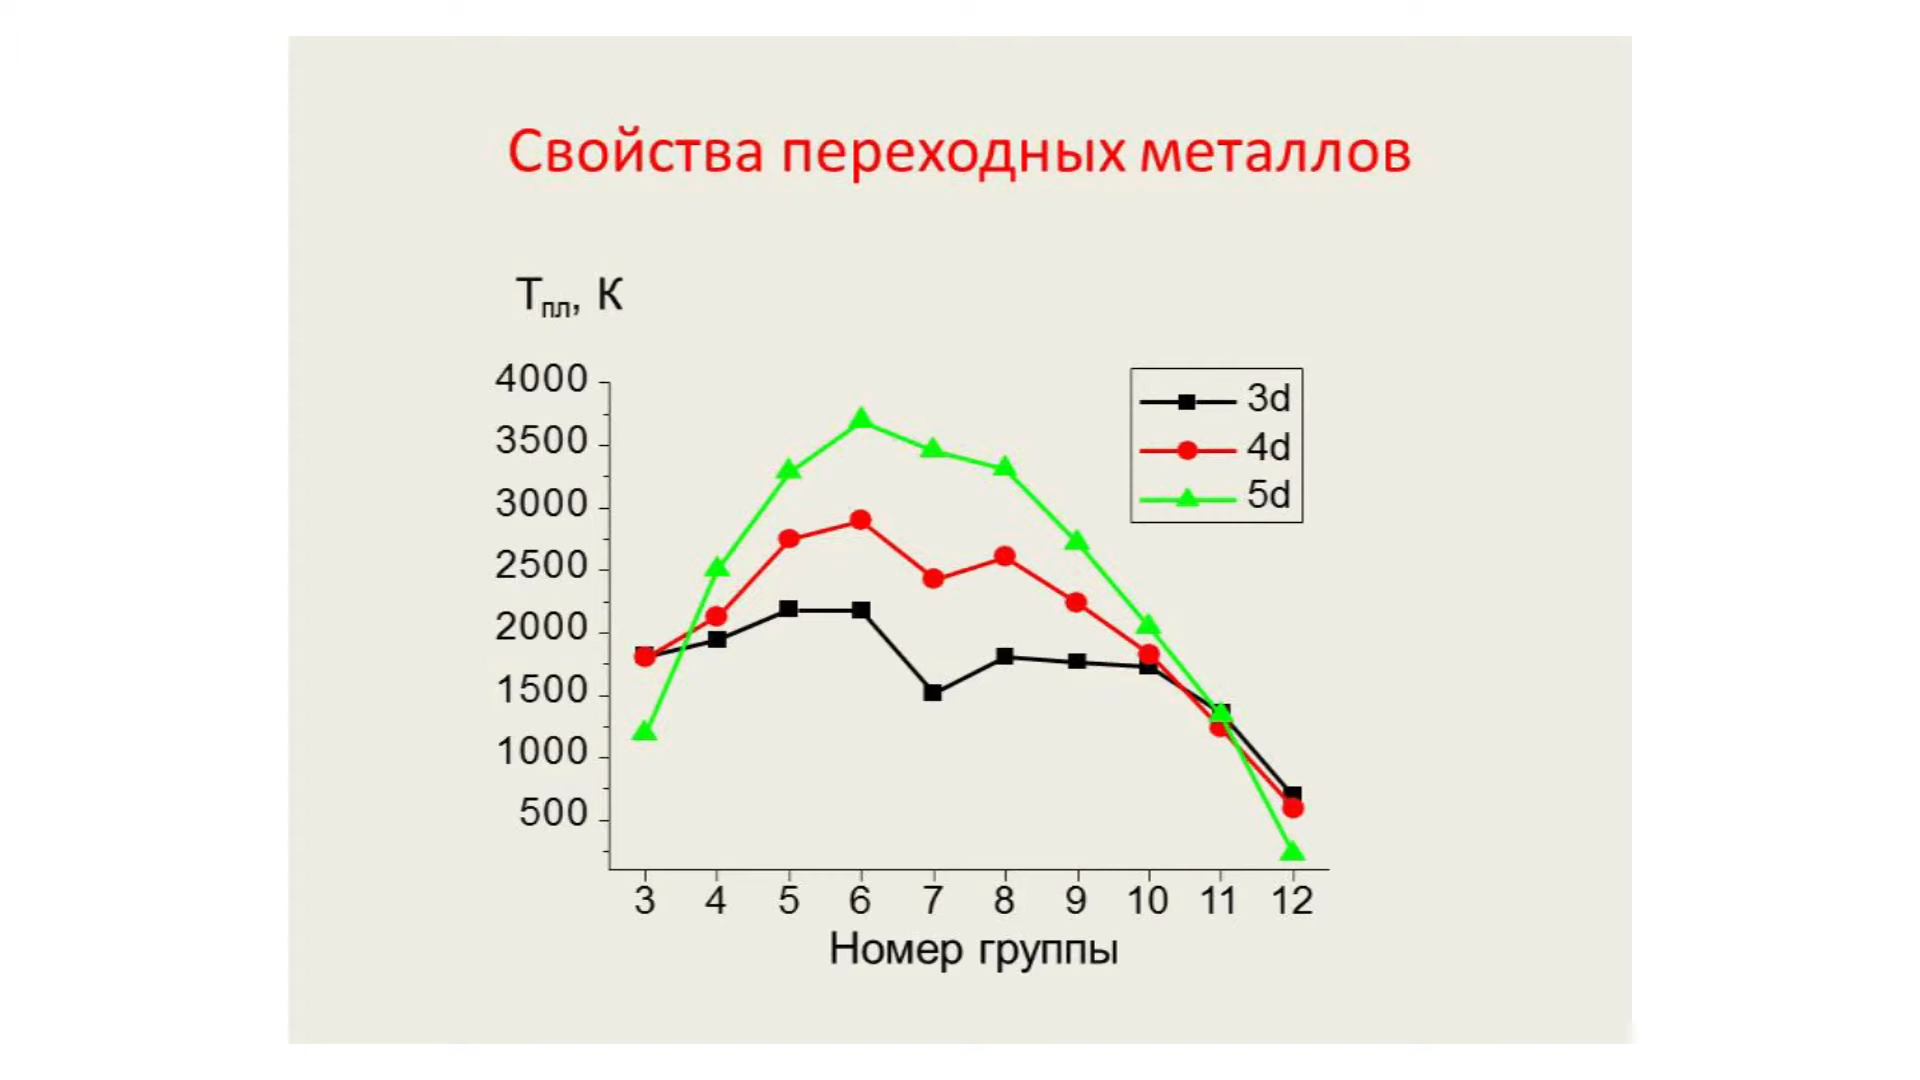 Свойства переходных металлов
Tпл, К
4000
3500
3000
2500
2000
1500
1000
500
3d
4d
5d
3 4 5 6 7 8 9 10 11 12
Номер группы